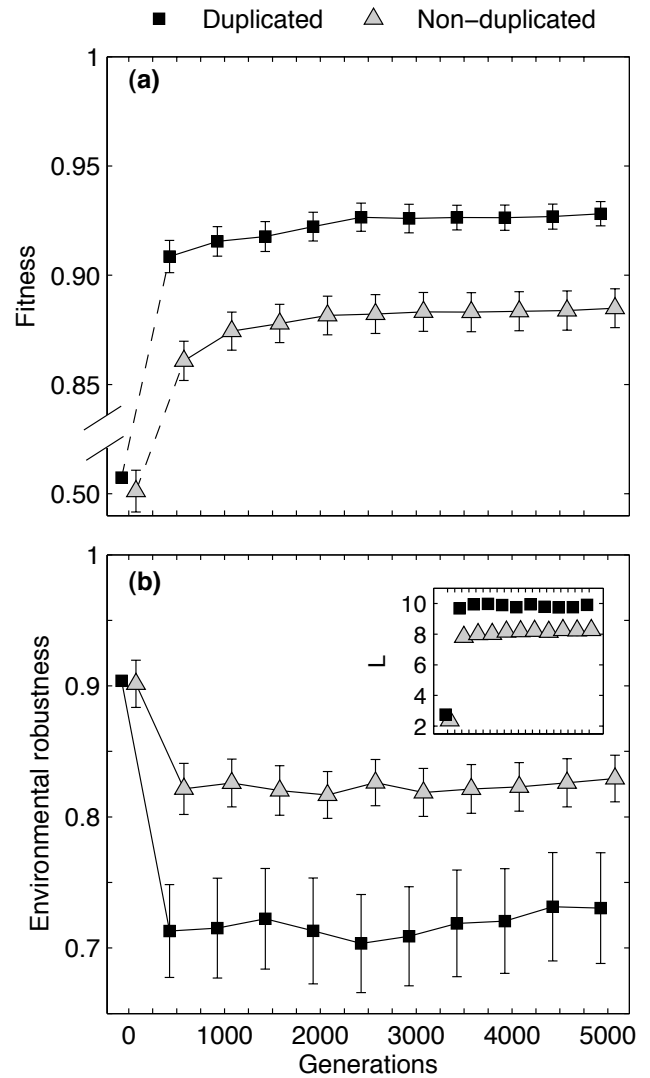 Duplicated Non-duplicated
(a)
1
0.95
0.90
0.85
0.50
Fitness
(b)
1
0.9
0.8
0.7
Environmental robustness
10
8
6
4
2
L
0 1000 2000 3000 4000 5000
Generations